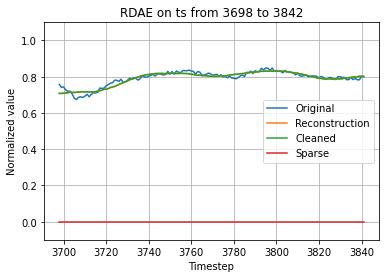 RDAE on ts from 3698 to 3842
Normalized value
1.0
0.8
0.6
0.4
0.2
0.0
Original
Reconstruction
Cleaned
Sparse
3700 3720 3740 3760 3780 3800 3820 3840
Timestep